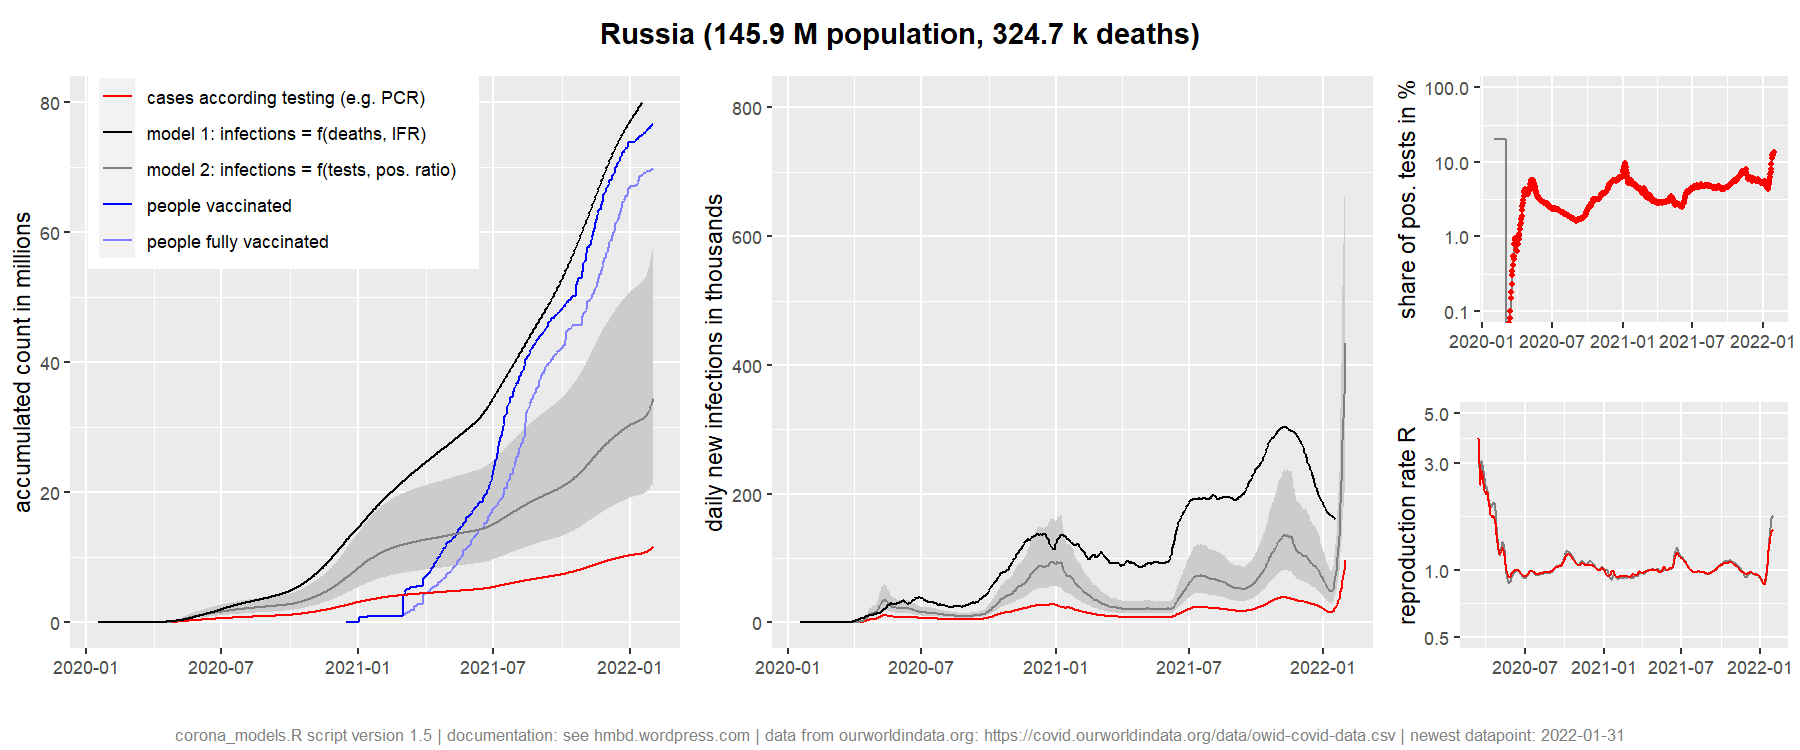 Russia (145.9 M population, 324.7 k deaths)
accumulated count in millions
80
60
40
20
0
cases according testing (e.g. PCR)
model 1: infections = f(deaths, IFR)
model 2: infections = f(tests, pos. ratio)
people vaccinated
people fully vaccinated
2020-01 2020-07 2021-01 2021-07 2022-01
daily new infections in thousands
800
600
400
200
0
2020-01 2020-07 2021-01 2021-07 2022-01
share of pos. tests in %
100.0
10.0
1.0
0.1
2020-01 2020-07 2021-01 2021-07 2022-01
reproduction rate R
5.0
3.0
1.0
0.5
2020-07 2021-01 2021-07 2022-01
corona_models.R script version 1.5 | documentation: see hmbd.wordpress.com | data from ourworldindata.org: https://covid.ourworldindata.org/data/owid-covid-data.csv | newest datapoint: 2022-01-31